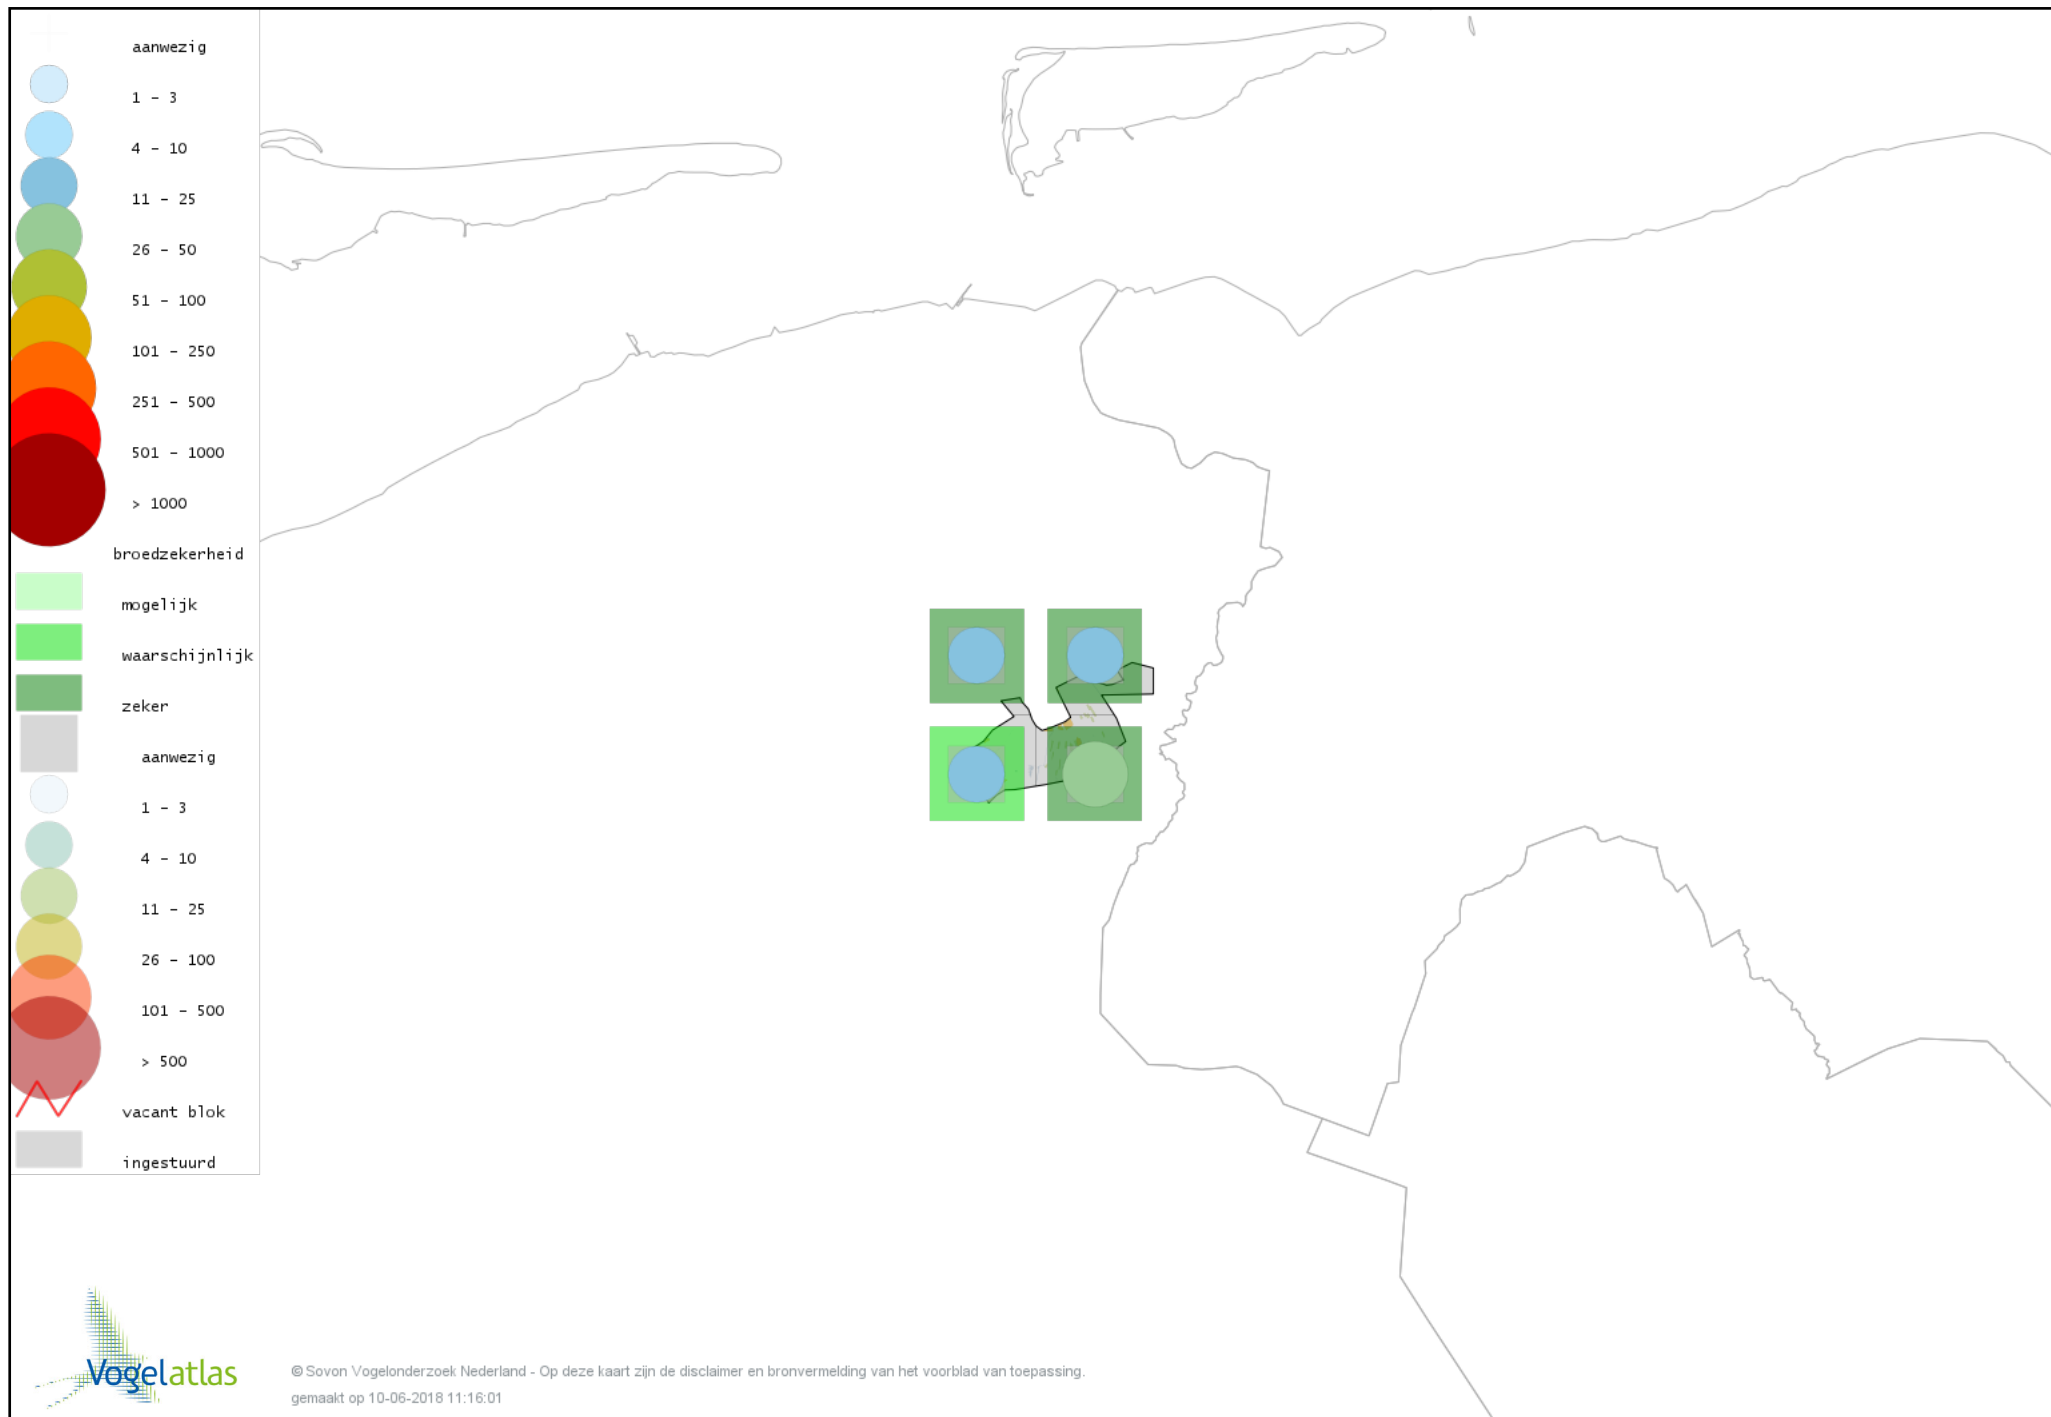 aanwezig
1 - 3
4 - 10
11 - 25
26 - 50
51 - 100
101 - 250
251 - 500
501 - 1000
> 1000
broedzekerheid
mogelijk
waarschijnlijk
zeker
aanwezig
1 - 3
4 - 10
11 - 25
26 - 100
101 - 500
> 500
vacant blok
ingestuurd
Vogelatlas
© Sovon Vogelonderzoek Nederland - Op deze kaart zijn de disclaimer en bronvermelding van het voorblad van toepassing.
gemaakt op 10-06-2018 11:16:01